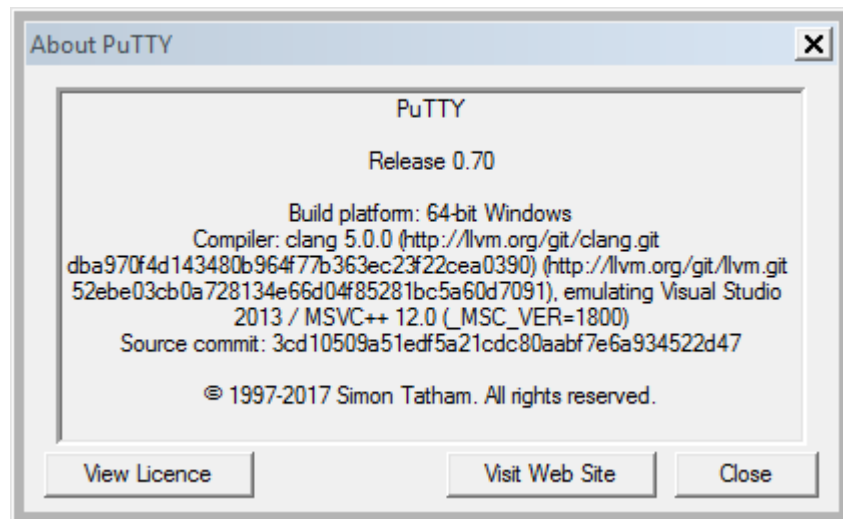 About PuTTY
PuTTY
Release 0.70
Build platform: 64-bit Windows
Compiler: clang 5.0.0 (http://llvm.org/git/clang.git
dba970f4d143480b964f77b363ec23f22cea0390) (http://llvm.org/git/llvm.git
52ebe03cb0a728134e66d04f85281bc5a60d7091), emulating Visual Studio
2013 / MSVC++ 12.0 (_MSC_VER=1800)
Source commit: 3cd10509a51edf5a21cdc80aabf7e6a934522d47
© 1997-2017 Simon Tatham. All rights reserved.
View Licence Visit Web Site Close